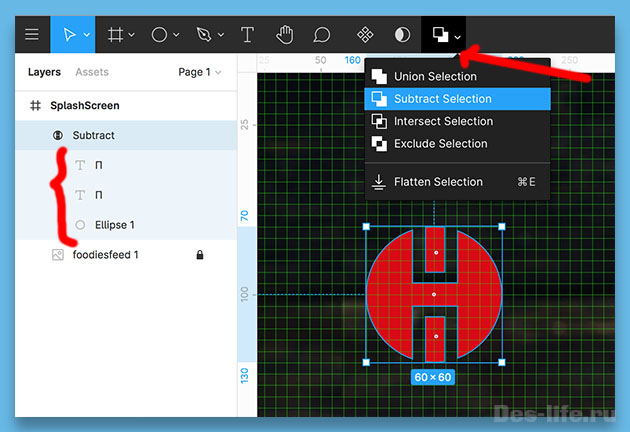 Layers
Assets
Page 1
25
50
160
200
250
Union Selection
Subtract Selection
Intersect Selection
Exclude Selection
Flatten Selection
⌘E
SplashScreen
Subtract
П
П
Ellipse 1
foodiesfeed 1
25
70
100
130
60 × 60
Des-life.ru